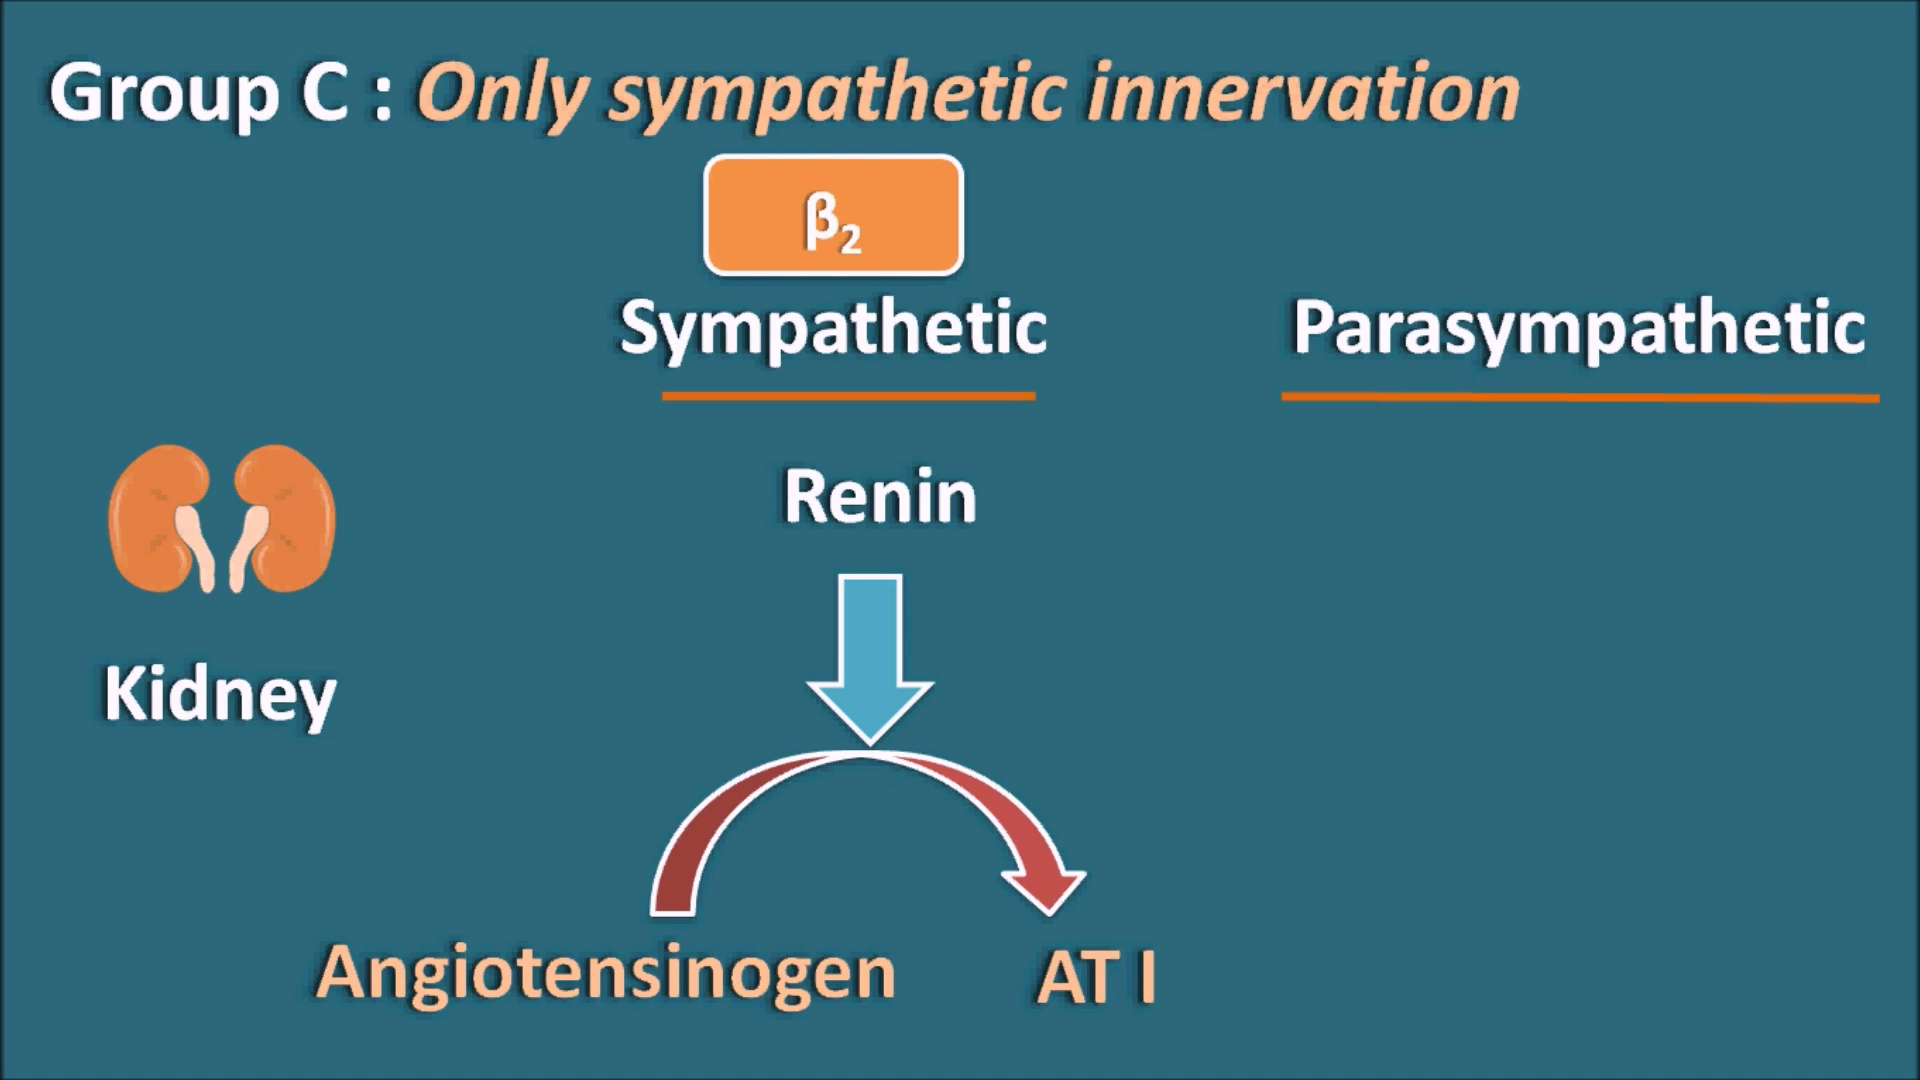 Group C : Only sympathetic innervation
β₂
Sympathetic
Parasympathetic
Renin
Kidney
Angiotensinogen
AT I